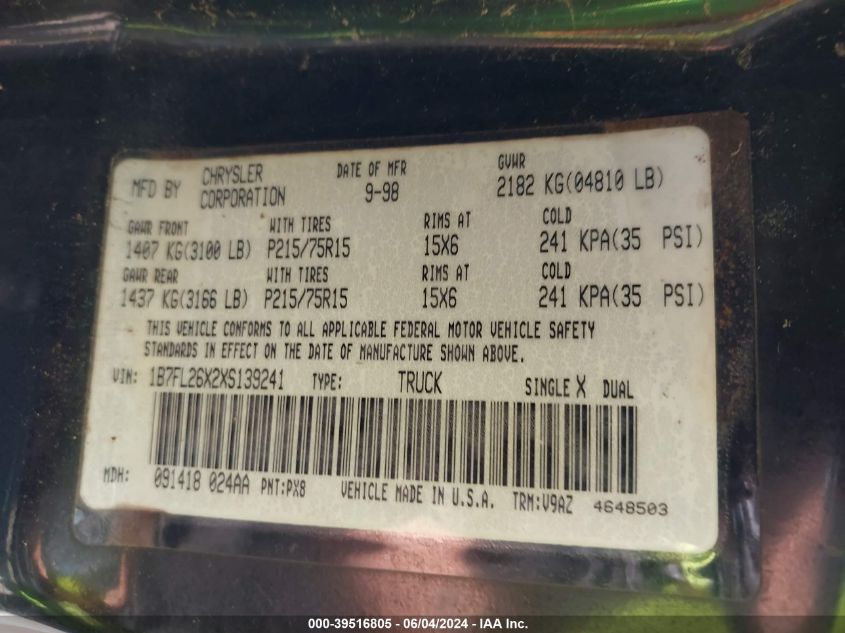 MFD BY CHRYSLER CORPORATION DATE OF MFR 9-98 GVWR 2182 KG(04810 LB)
GAWR FRONT WITH TIRES RIMS AT COLD
1407 KG(3100 LB) P215/75R15 15X6 241 KPA(35 PSI)
GAWR REAR WITH TIRES RIMS AT COLD
1437 KG(3166 LB) P215/75R15 15X6 241 KPA(35 PSI)
THIS VEHICLE CONFORMS TO ALL APPLICABLE FEDERAL MOTOR VEHICLE SAFETY
STANDARDS IN EFFECT ON THE DATE OF MANUFACTURE SHOWN ABOVE.
VIN: 1B7FL26X2XS139241 TYPE: TRUCK SINGLE X DUAL
MDH: 091418 024AA PNT:PX8 VEHICLE MADE IN U.S.A. TRM:V9AZ 4648503
000-39516805 - 06/04/2024 - IAA Inc.